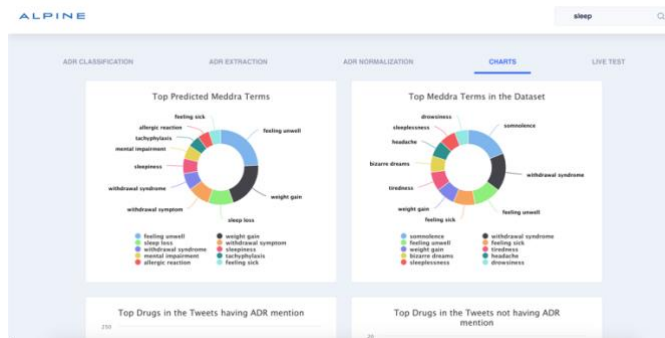 ALPINE
sleep
ADR CLASSIFICATION ADR EXTRACTION ADR NORMALIZATION CHARTS LIVE TEST
Top Predicted Meddra Terms
feeling sick
allergic reaction
tachyphylaxis
mental impairment
sleepiness
withdrawal syndrome
withdrawal symptom
sleep loss
weight gain
feeling unwell
feeling unwell weight gain
sleep loss withdrawal symptom
withdrawal syndrome sleepiness
mental impairment tachyphylaxis
allergic reaction feeling sick
Top Meddra Terms in the Dataset
drowsiness
sleeplessness
headache
bizarre dreams
tiredness
weight gain
feeling sick
feeling unwell
withdrawal syndrome
somnolence
somnolence withdrawal syndrome
feeling unwell feeling sick
weight gain tiredness
bizarre dreams headache
sleeplessness drowsiness
Top Drugs in the Tweets having ADR mention
250
Top Drugs in the Tweets not having ADR
mention